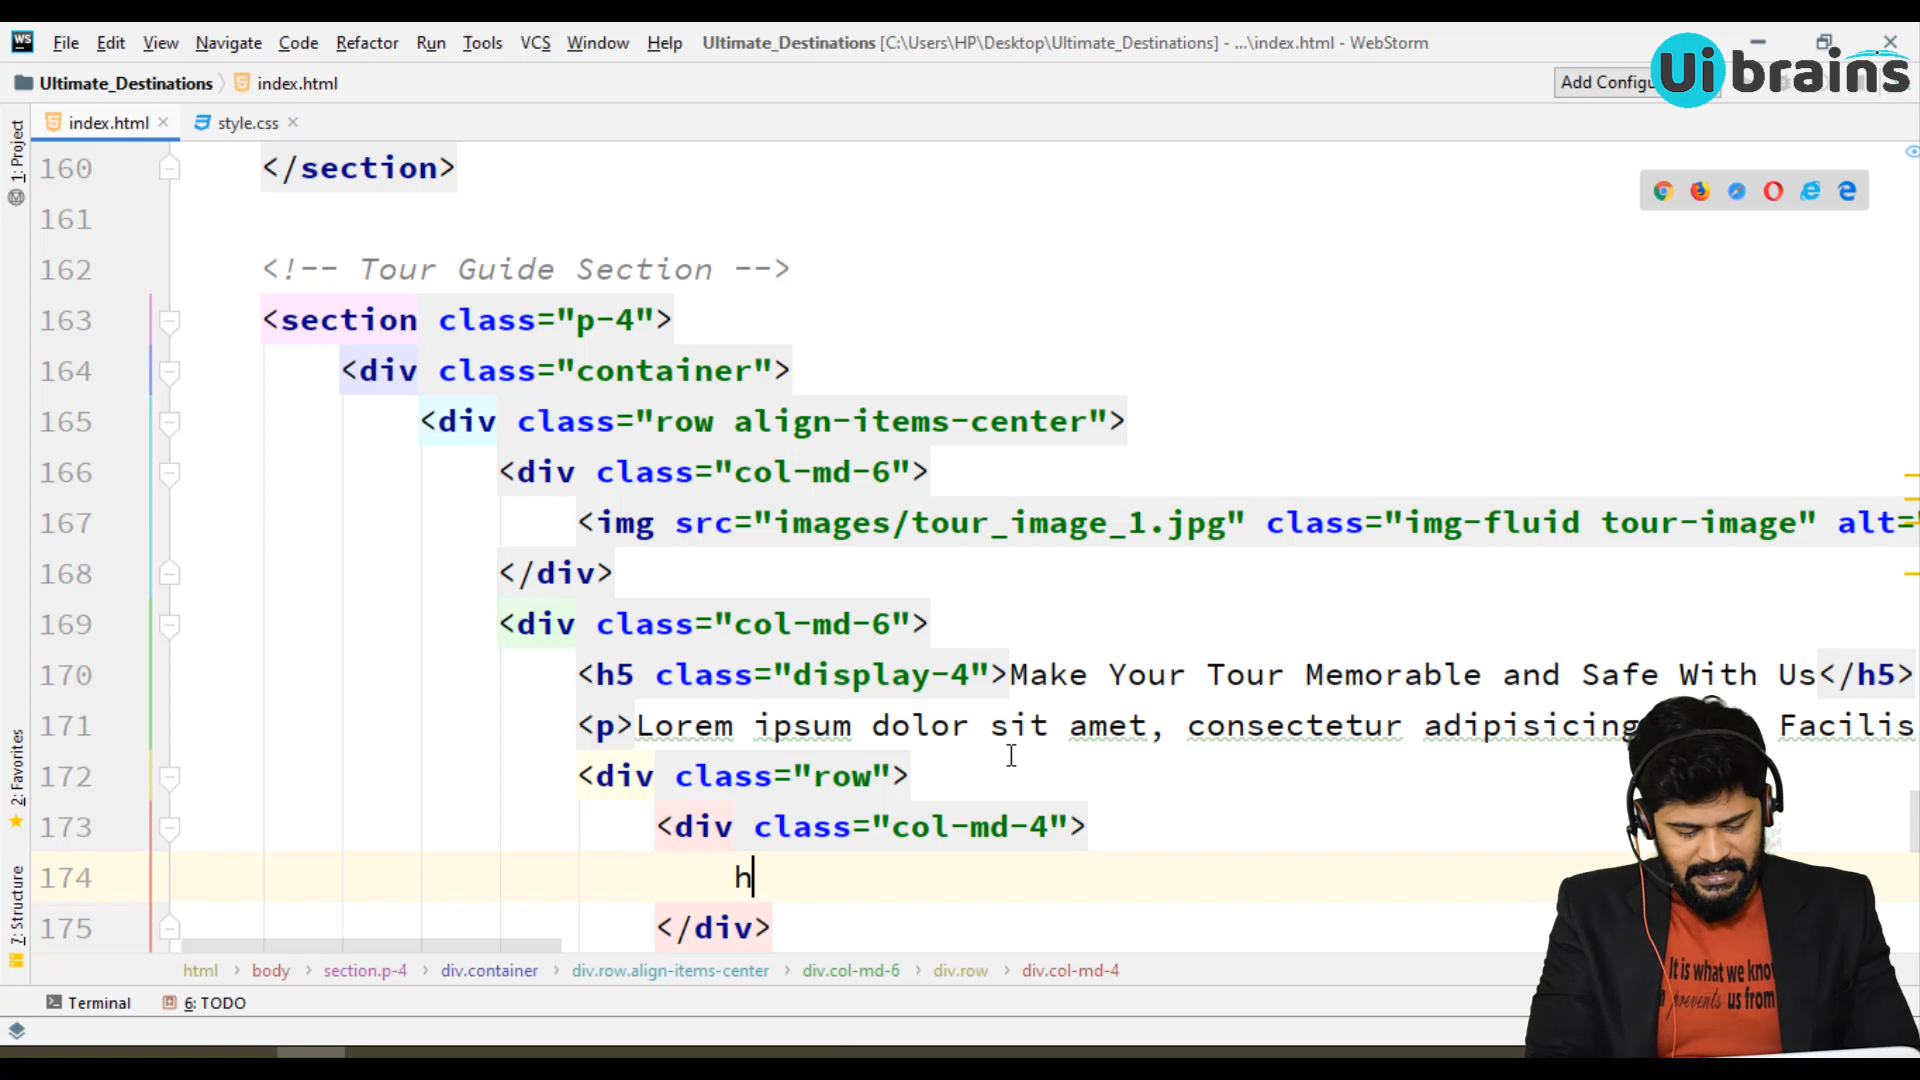 WS File Edit View Navigate Code Refactor Run Tools VCS Window Help Ultimate_Destinations [C:\Users\HP\Desktop\Ultimate_Destinations] - ...\index.html - WebStorm
Ui brains
Ultimate_Destinations index.html Add Configu
index.html style.css
1: Project
160 </section>
161
162 <!-- Tour Guide Section -->
163 <section class="p-4">
164 <div class="container">
165 <div class="row align-items-center">
166 <div class="col-md-6">
167 <img src="images/tour_image_1.jpg" class="img-fluid tour-image" alt="
168 </div>
169 <div class="col-md-6">
170 <h5 class="display-4">Make Your Tour Memorable and Safe With Us</h5>
171 <p>Lorem ipsum dolor sit amet, consectetur adipisicing Facilis
172 <div class="row">
173 <div class="col-md-4">
174 h
175 </div>
2: Favorites
7: Structure
html body section.p-4 div.container div.row.align-items-center div.col-md-6 div.row div.col-md-4
Terminal 6: TODO
It is what we know
prevents us from